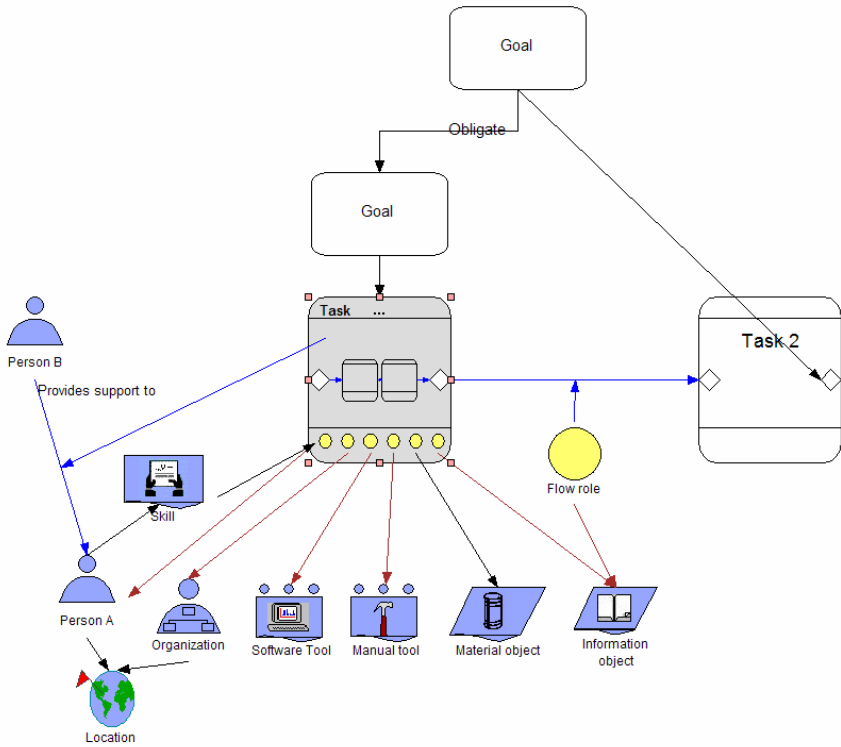 Goal
Obligate
Goal
Task ...
Task 2
Person B
Provides support to
Skill
Flow role
Person A
Organization
Software Tool
Manual tool
Material object
Information
object
Location